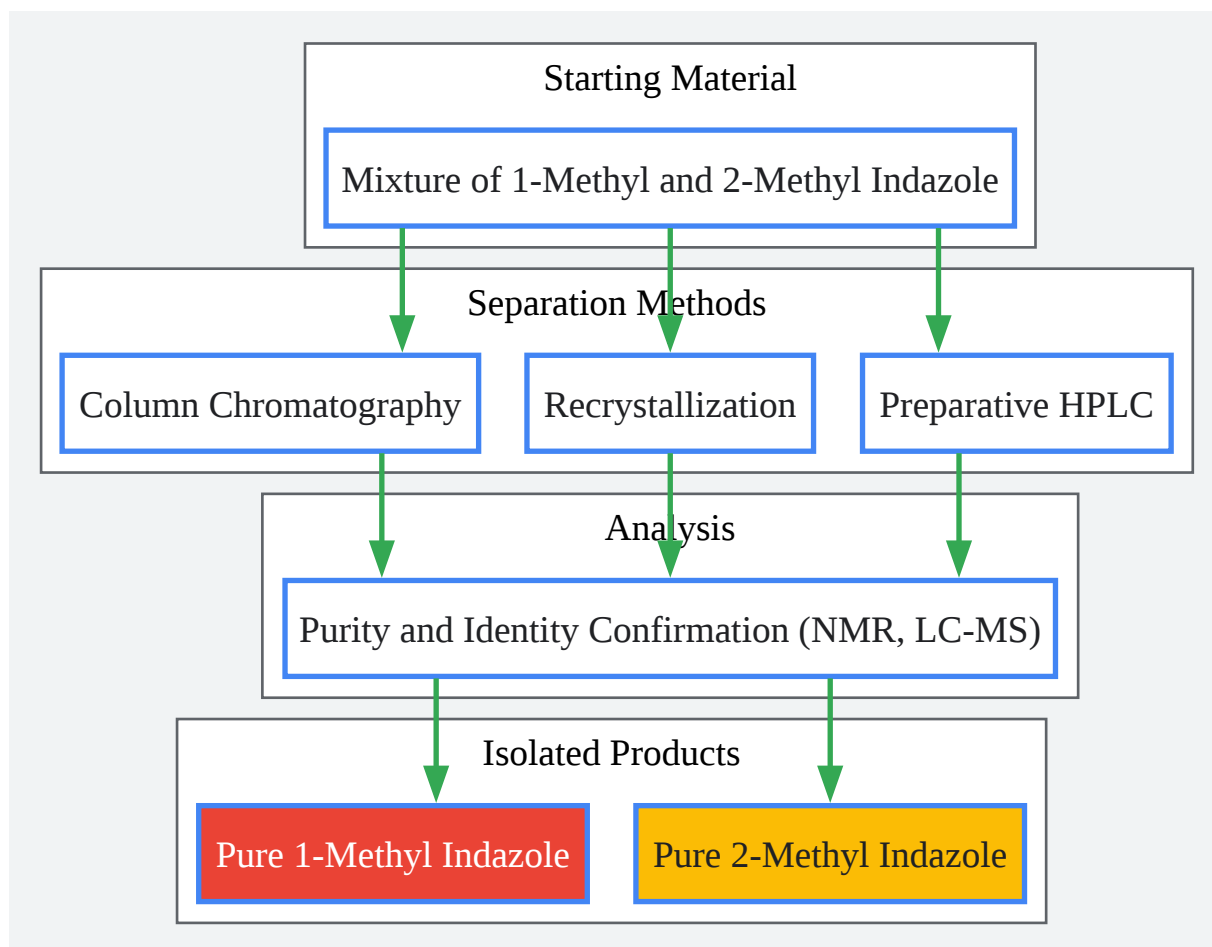 Starting Material
Mixture of 1-Methyl and 2-Methyl Indazole
Separation Methods
Column Chromatography
Recrystallization
Preparative HPLC
Analysis
Purity and Identity Confirmation (NMR, LC-MS)
Isolated Products
Pure 1-Methyl Indazole
Pure 2-Methyl Indazole